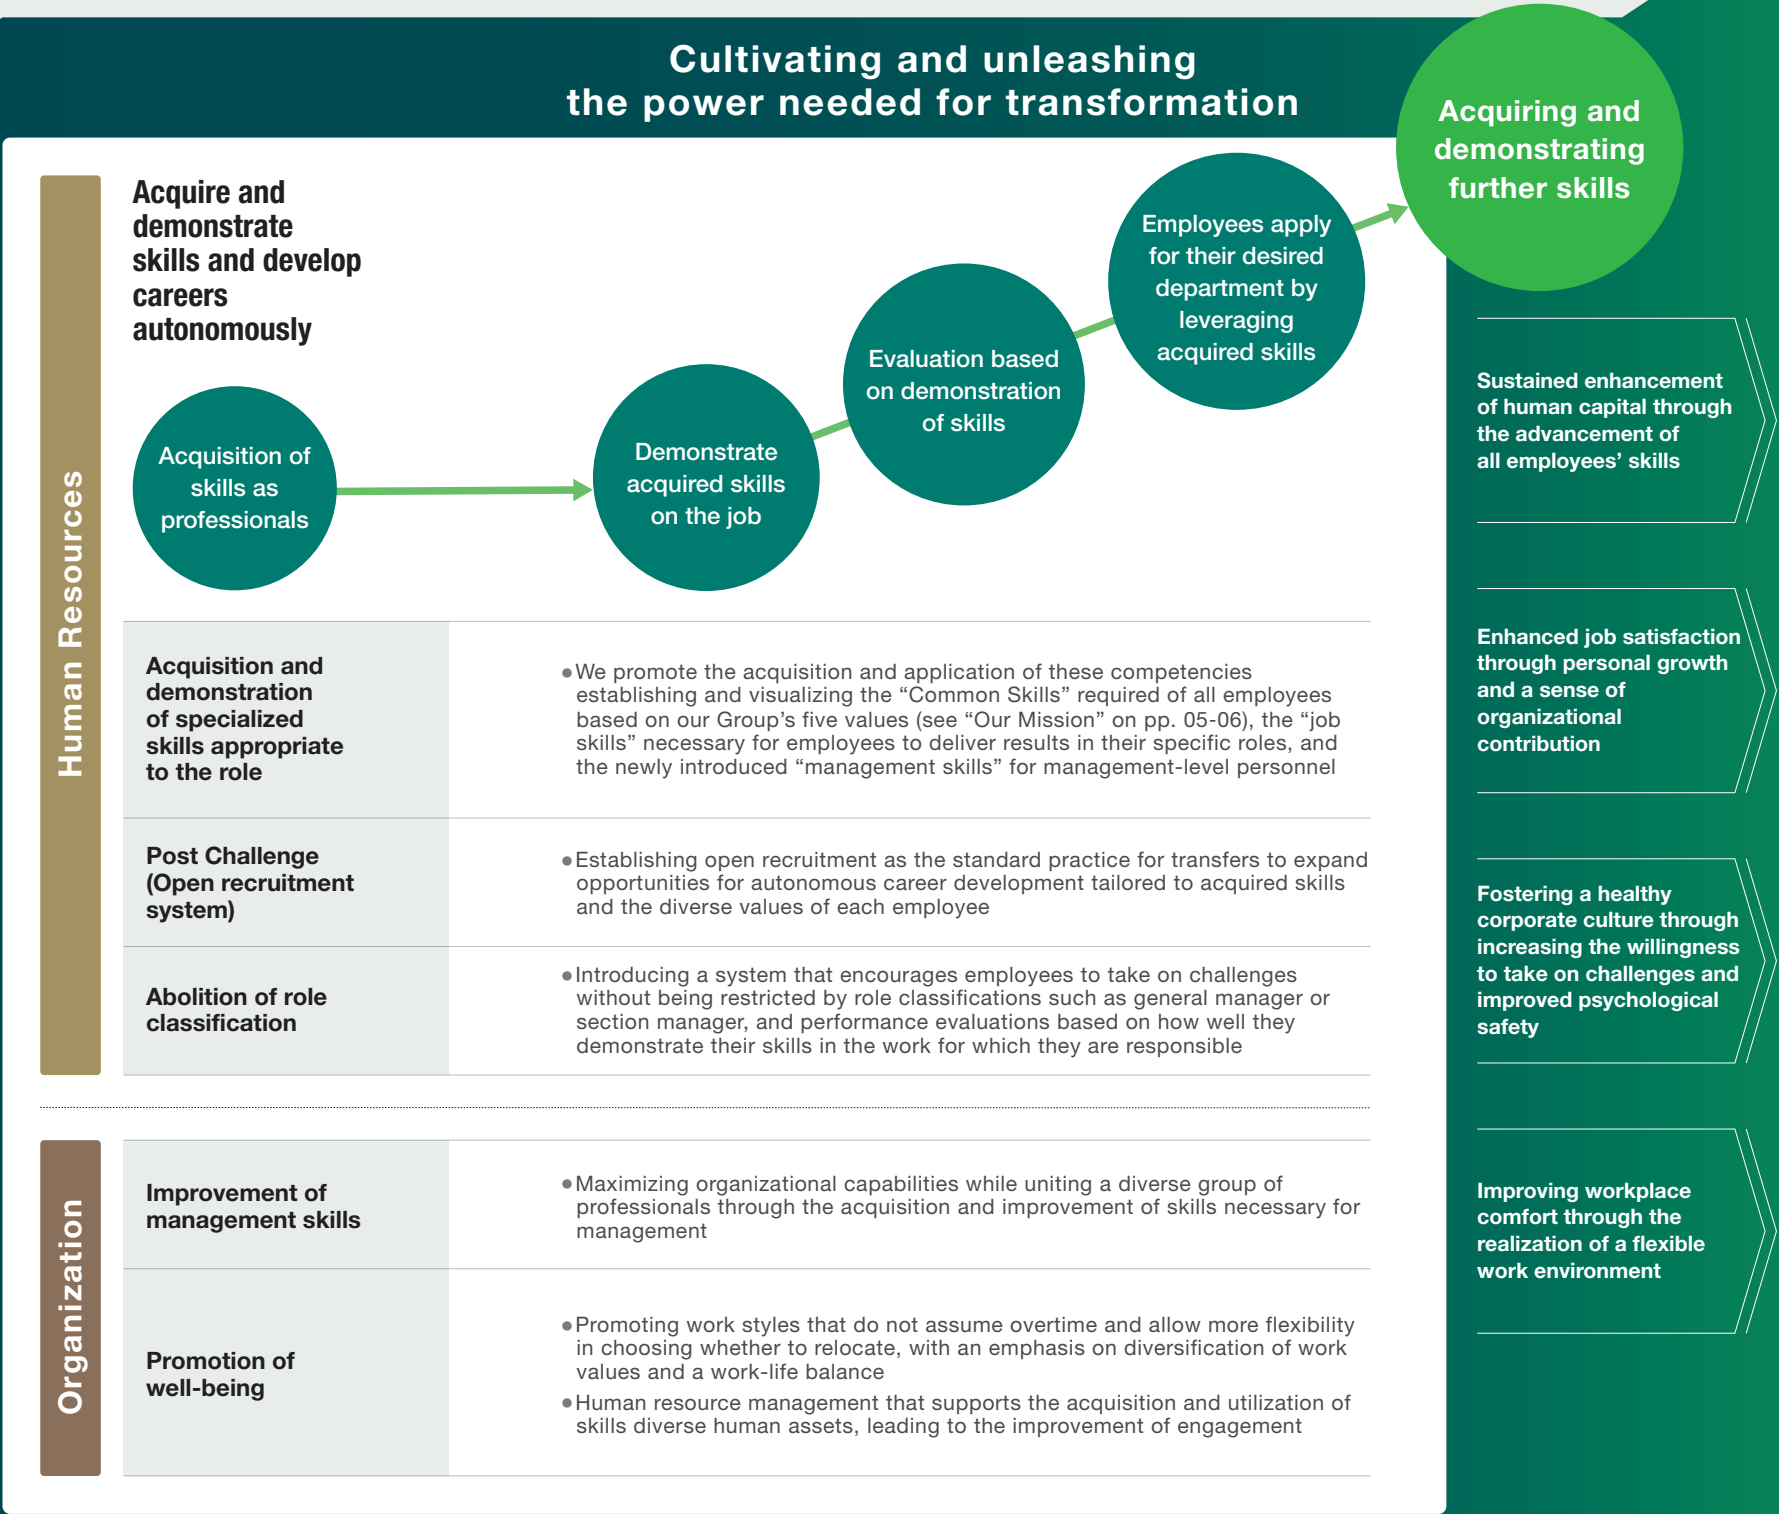 Cultivating and unleashing
the power needed for transformation
Acquiring and
demonstrating
further skills
Human Resources
Acquire and
demonstrate
skills and develop
careers
autonomously
Acquisition of
skills as
professionals
Demonstrate
acquired skills
on the job
Evaluation based
on demonstration
of skills
Employees apply
for their desired
department by
leveraging
acquired skills
Acquisition and
demonstration
of specialized
skills appropriate
to the role
●We promote the acquisition and application of these competencies
establishing and visualizing the “Common Skills” required of all employees
based on our Group’s five values (see “Our Mission” on pp. 05-06), the “job
skills” necessary for employees to deliver results in their specific roles, and
the newly introduced “management skills” for management-level personnel
Post Challenge
(Open recruitment
system)
●Establishing open recruitment as the standard practice for transfers to expand
opportunities for autonomous career development tailored to acquired skills
and the diverse values of each employee
Abolition of role
classification
●Introducing a system that encourages employees to take on challenges
without being restricted by role classifications such as general manager or
section manager, and performance evaluations based on how well they
demonstrate their skills in the work for which they are responsible
Organization
Improvement of
management skills
●Maximizing organizational capabilities while uniting a diverse group of
professionals through the acquisition and improvement of skills necessary for
management
Promotion of
well-being
●Promoting work styles that do not assume overtime and allow more flexibility
in choosing whether to relocate, with an emphasis on diversification of work
values and a work-life balance
●Human resource management that supports the acquisition and utilization of
skills diverse human assets, leading to the improvement of engagement
Sustained enhancement
of human capital through
the advancement of
all employees’ skills
Enhanced job satisfaction
through personal growth
and a sense of
organizational
contribution
Fostering a healthy
corporate culture through
increasing the willingness
to take on challenges and
improved psychological
safety
Improving workplace
comfort through the
realization of a flexible
work environment